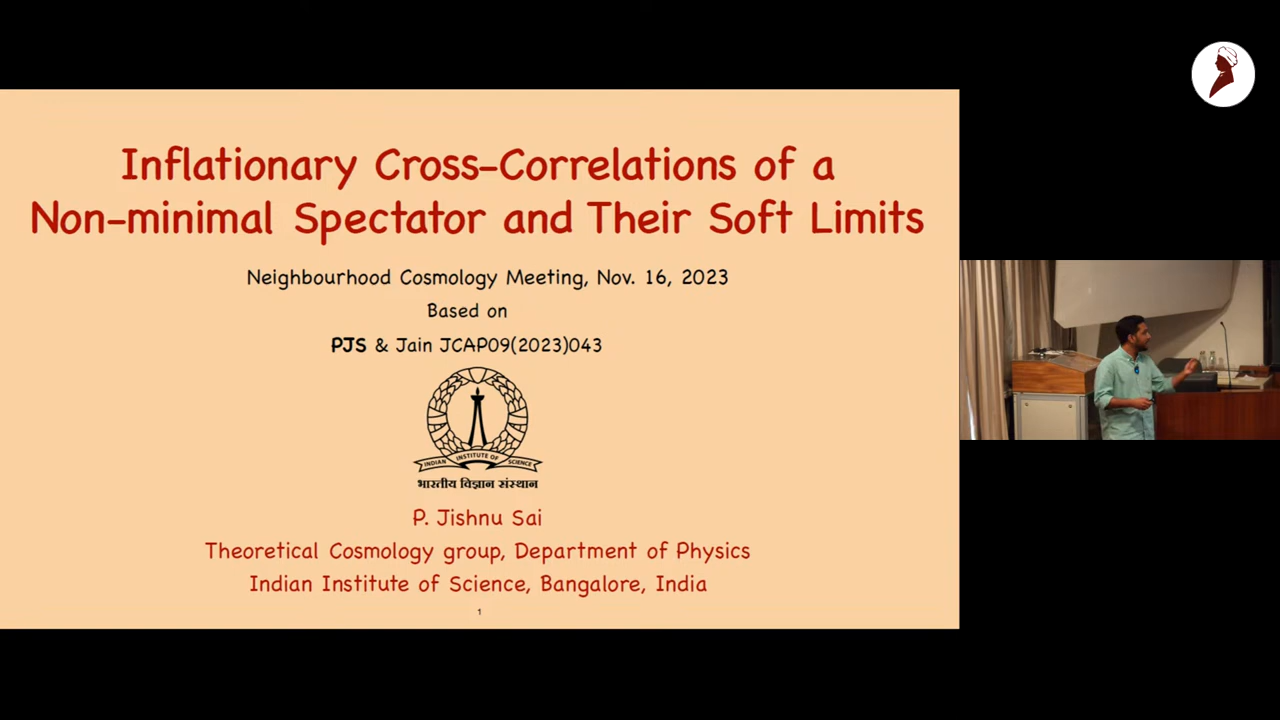 Inflationary Cross-Correlations of a
Non-minimal Spectator and Their Soft Limits
Neighbourhood Cosmology Meeting, Nov. 16, 2023
Based on
PJS & Jain JCAP09(2023)043
INDIAN INSTITUTE OF SCIENCE
भारतीय विज्ञान संस्थान
P. Jishnu Sai
Theoretical Cosmology group, Department of Physics
Indian Institute of Science, Bangalore, India
1